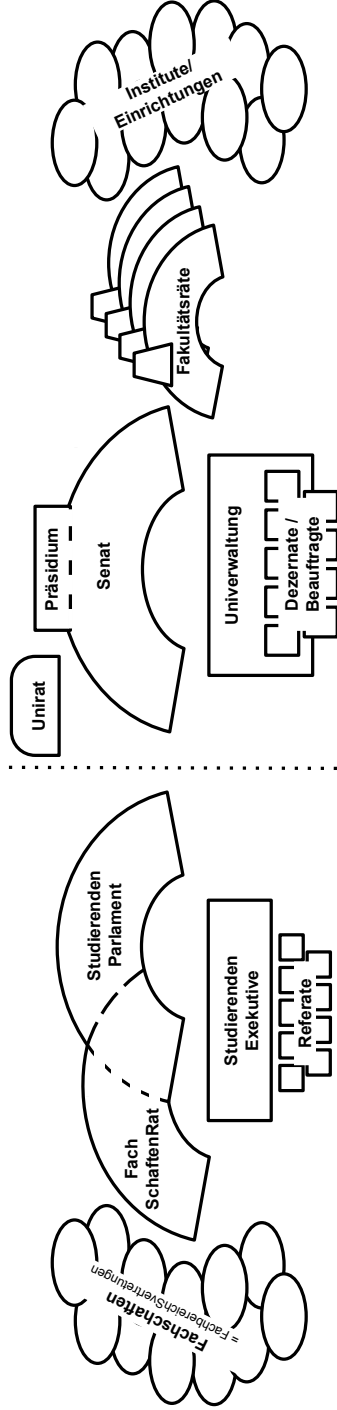 Fachschaften
= FachbereichSvertretungen
Fach
SchaftenRat
Studierenden
Parlament
Studierenden
Exekutive
Referate
Unirat
Präsidium
Senat
Univerwaltung
Dezernate /
Beauftragte
Fakultätsräte
Institute/
Einrichtungen